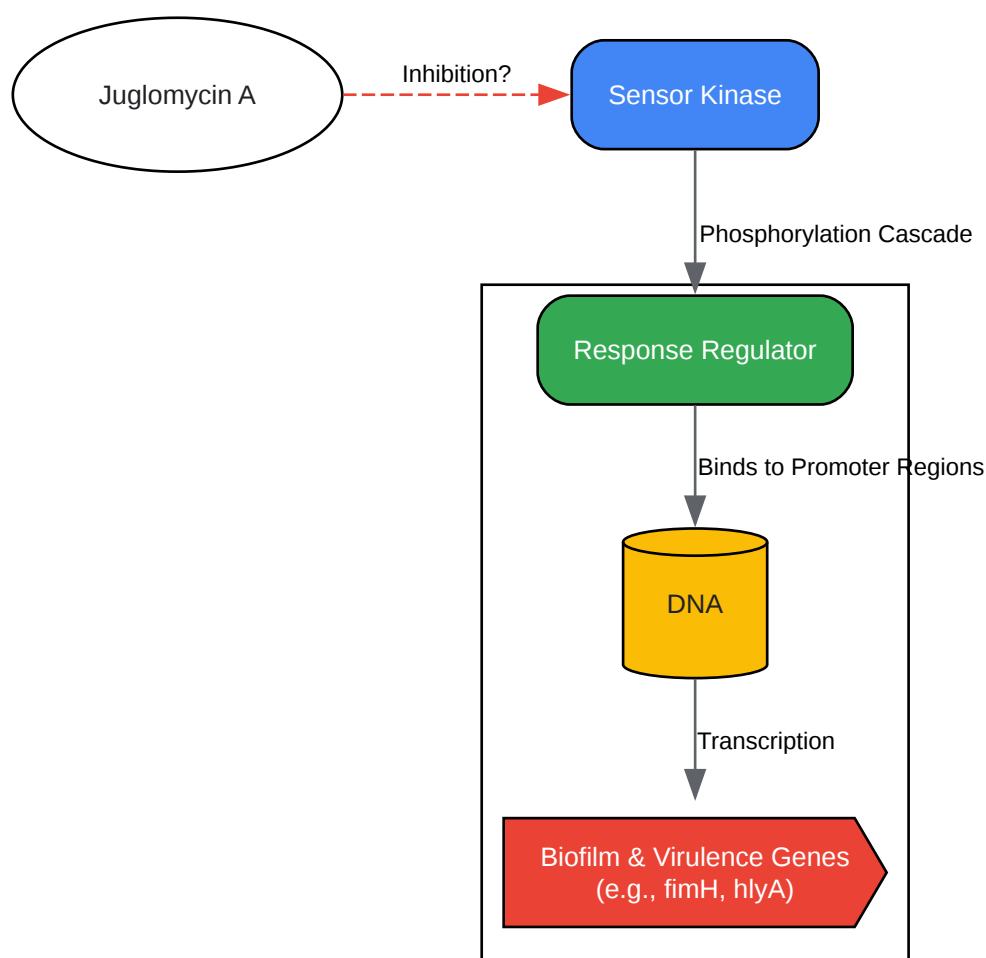 Juglomycin A
Inhibition?
Sensor Kinase
Phosphorylation Cascade
Response Regulator
Binds to Promoter Regions
DNA
Transcription
Biofilm & Virulence Genes
(e.g., fimH, hlyA)